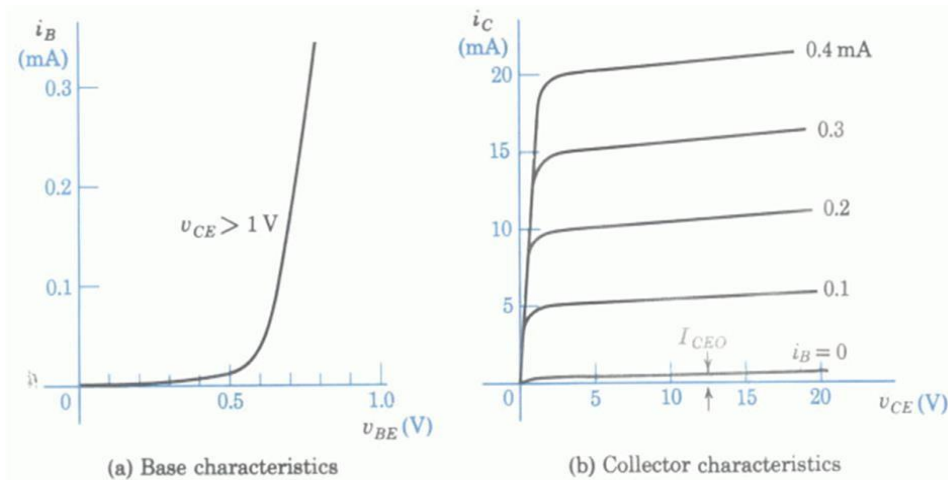 i_B
(mA)
0.3
0.2
0.1
0
0.5
1.0
v_CE > 1 V
v_BE (V)
(a) Base characteristics
i_C
(mA)
20
15
10
5
0
5
10
15
20
0.4 mA
0.3
0.2
0.1
i_B = 0
I_CEO
v_CE (V)
(b) Collector characteristics